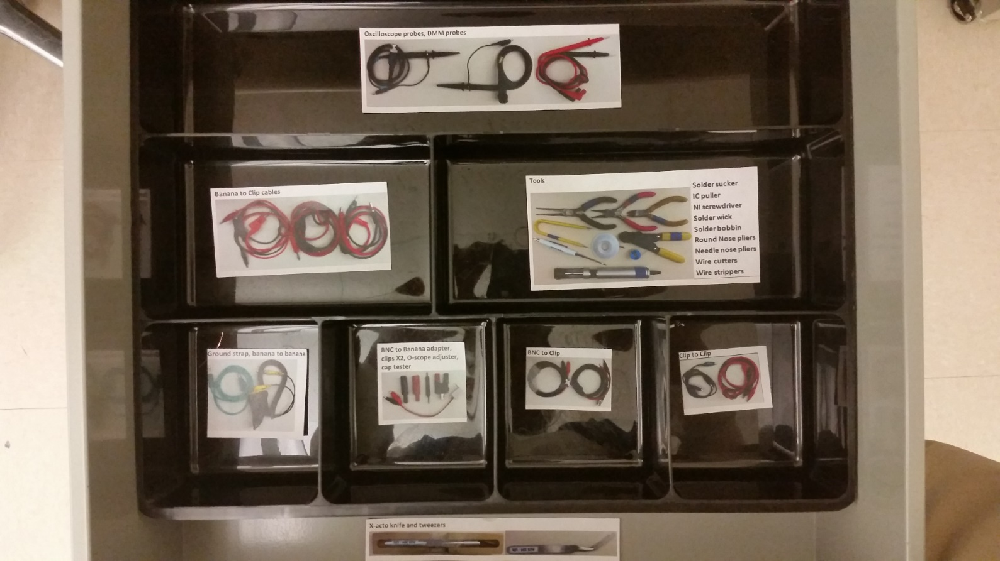 Oscilloscope probes, DMM probes
Banana to Clip cables
Tools
Solder sucker
IC puller
NI screwdriver
Solder wick
Solder bobbin
Round Nose pliers
Needle nose pliers
Wire cutters
Wire strippers
Ground strap, banana to banana
BNC to Banana adapter,
clips X2, O-scope adjuster,
cap tester
BNC to Clip
Clip to Clip
X-acto knife and tweezers